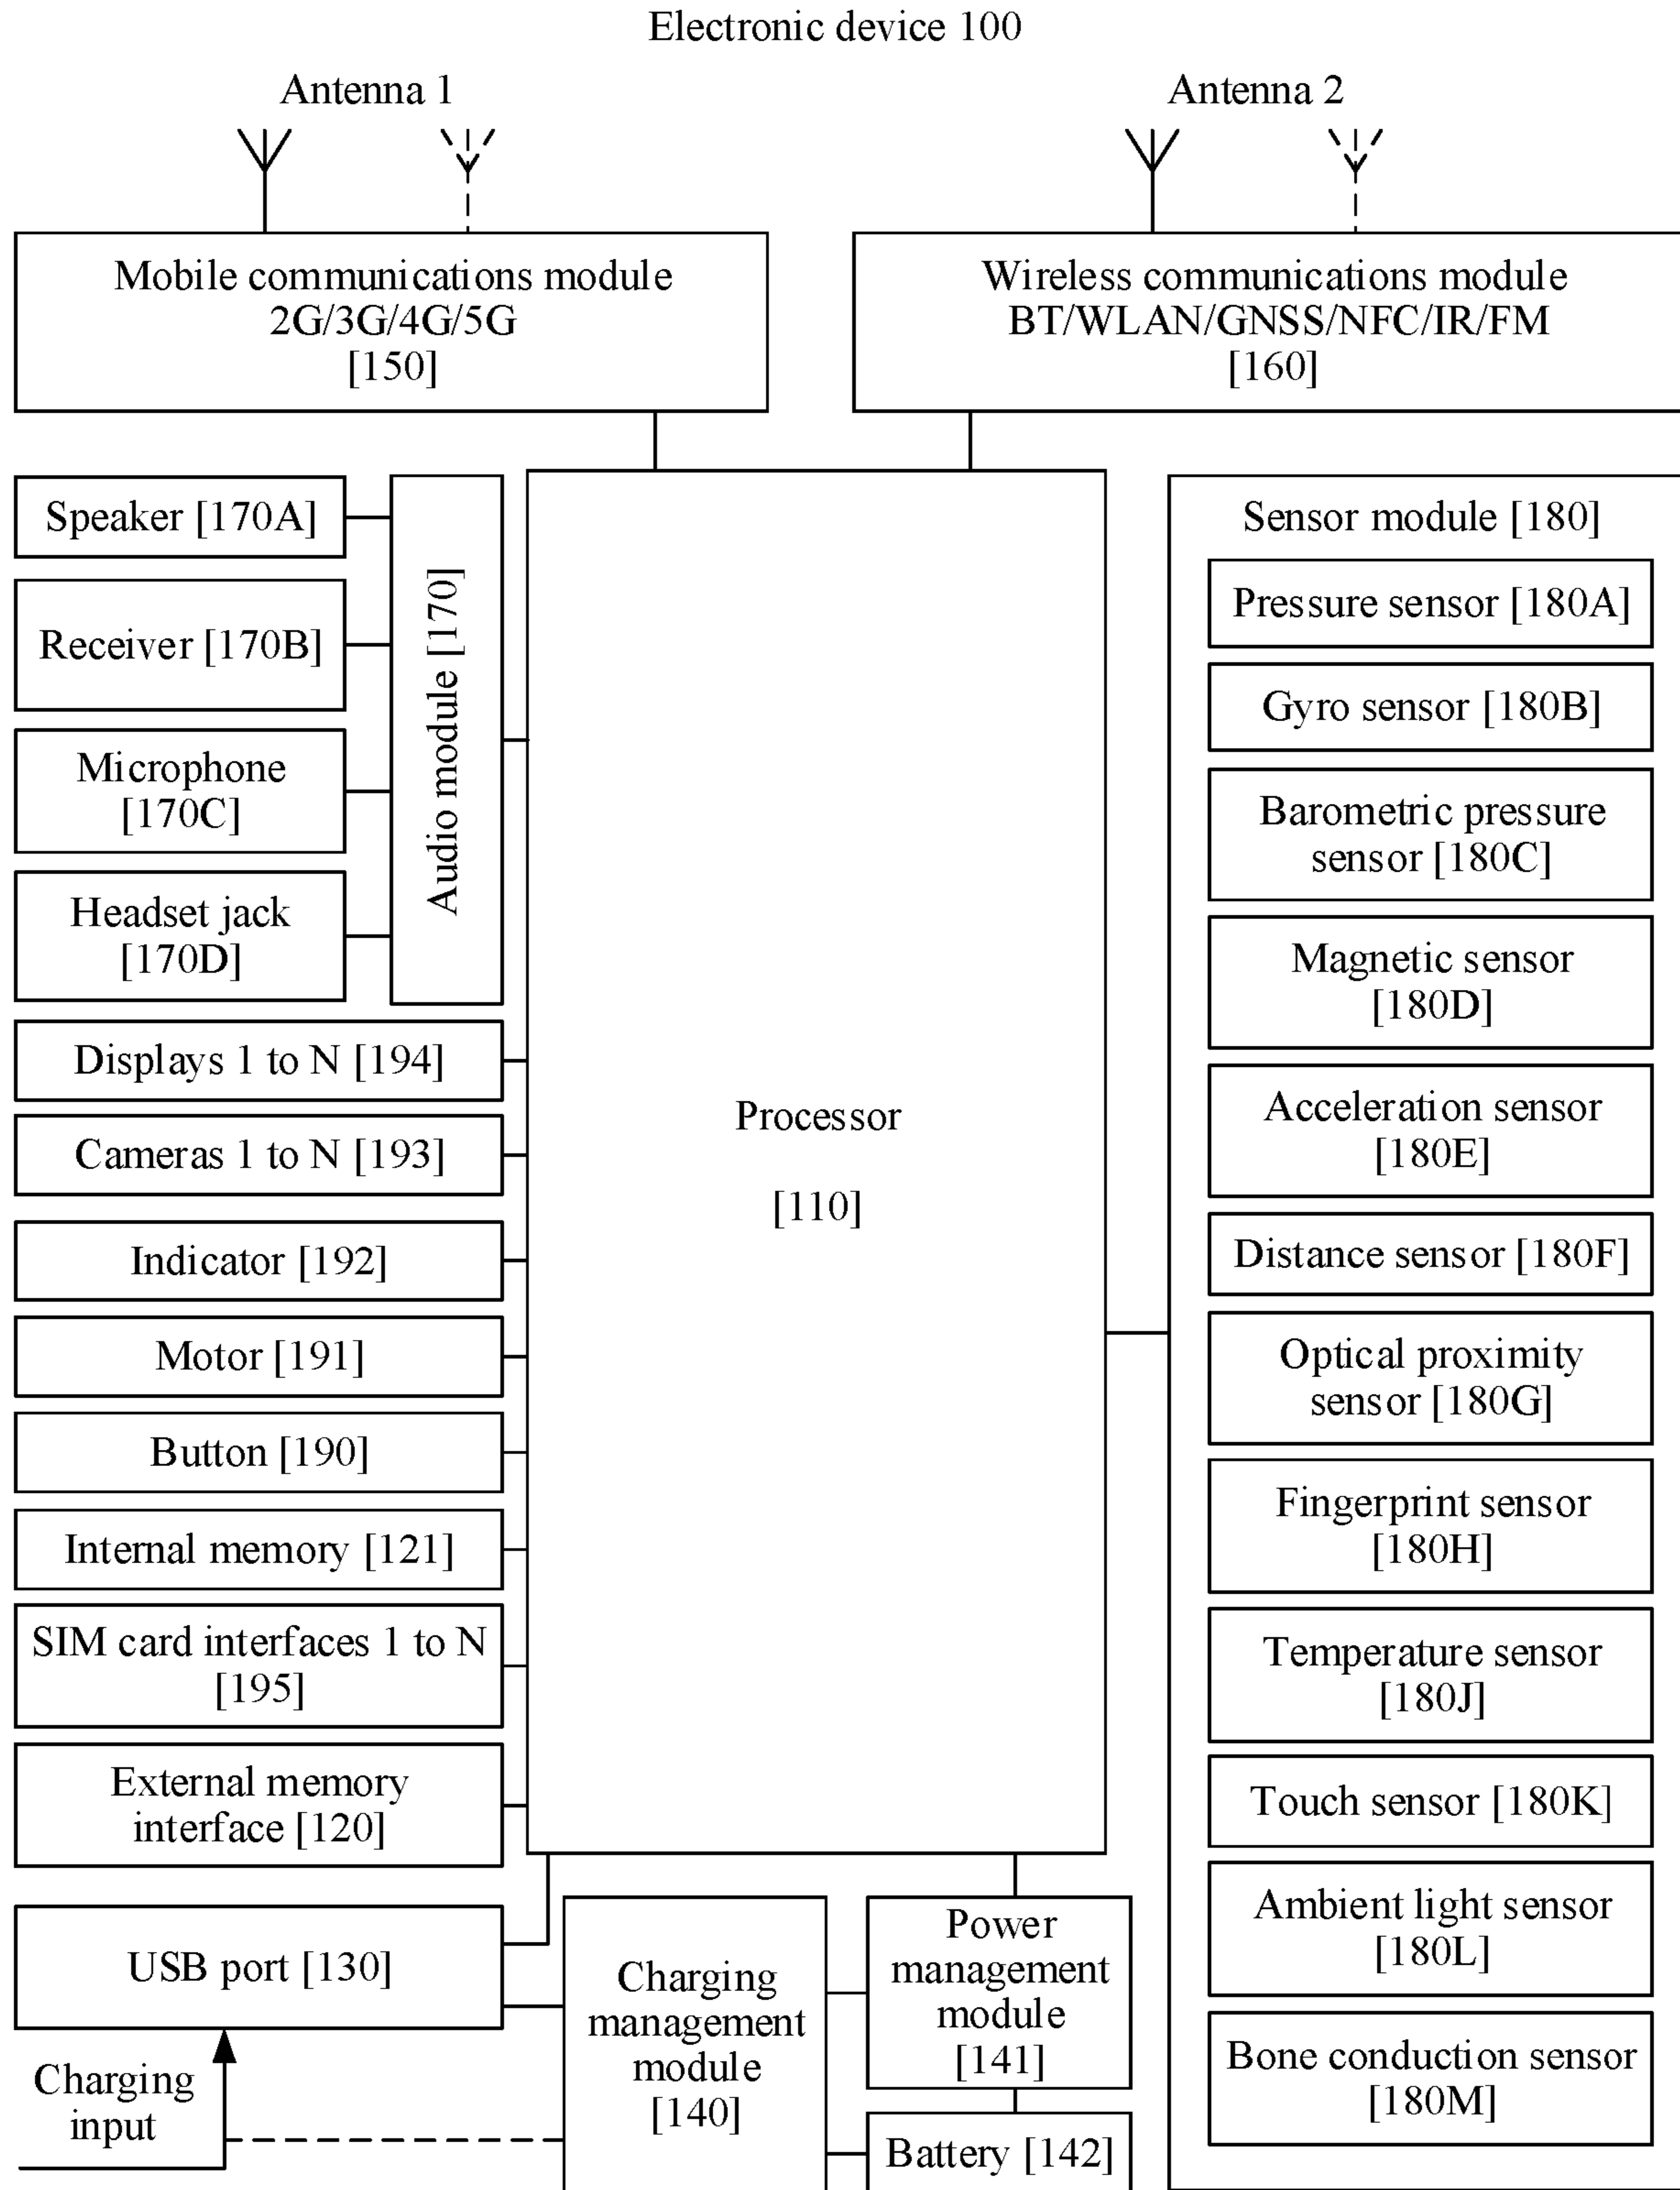 Electronic device 100
Antenna 1
Antenna 2
Mobile communications module
2G/3G/4G/5G
[150]
Wireless communications module
BT/WLAN/GNSS/NFC/IR/FM
[160]
Speaker [170A]
Receiver [170B]
Microphone
[170C]
Headset jack
[170D]
Audio module [170]
Displays 1 to N [194]
Cameras 1 to N [193]
Indicator [192]
Motor [191]
Button [190]
Internal memory [121]
SIM card interfaces 1 to N
[195]
External memory
interface [120]
USB port [130]
Charging
input
Processor
[110]
Charging
management
module
[140]
Power
management
module
[141]
Battery [142]
Sensor module [180]
Pressure sensor [180A]
Gyro sensor [180B]
Barometric pressure
sensor [180C]
Magnetic sensor
[180D]
Acceleration sensor
[180E]
Distance sensor [180F]
Optical proximity
sensor [180G]
Fingerprint sensor
[180H]
Temperature sensor
[180J]
Touch sensor [180K]
Ambient light sensor
[180L]
Bone conduction sensor
[180M]